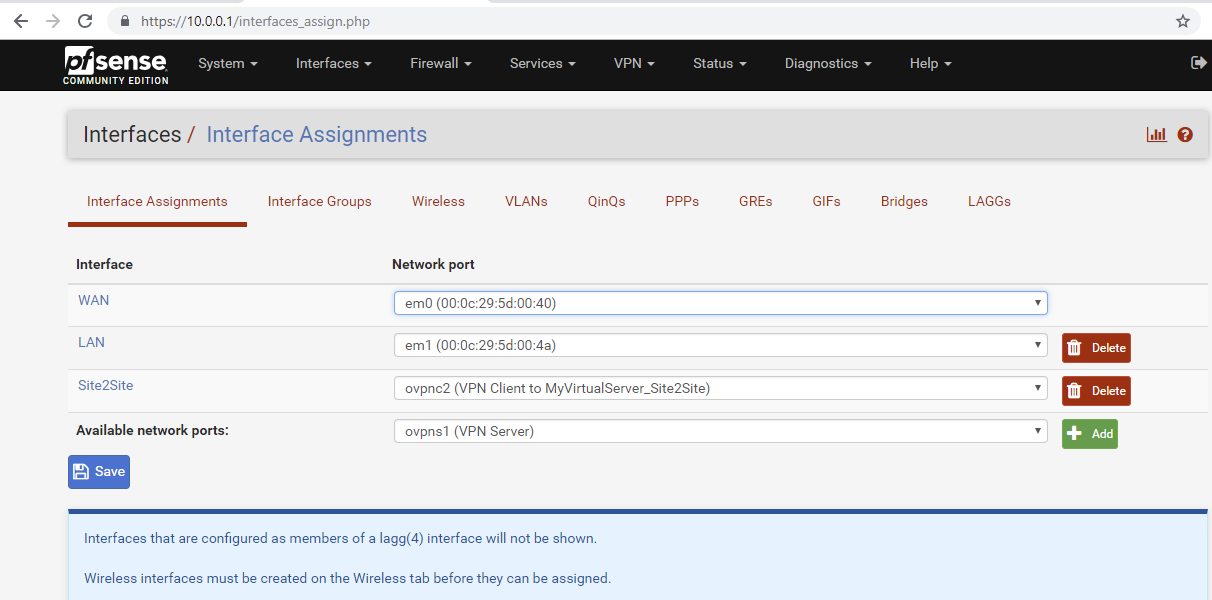 https://10.0.0.1/interfaces_assign.php
pfsense
COMMUNITY EDITION
System Interfaces Firewall Services VPN Status Diagnostics Help
Interfaces / Interface Assignments
Interface Assignments Interface Groups Wireless VLANs QinQs PPPs GREs GIFs Bridges LAGGs
Interface Network port
WAN em0 (00:0c:29:5d:00:40)
LAN em1 (00:0c:29:5d:00:4a) Delete
Site2Site ovpnc2 (VPN Client to MyVirtualServer_Site2Site) Delete
Available network ports: ovpns1 (VPN Server) Add
Save
Interfaces that are configured as members of a lagg(4) interface will not be shown.
Wireless interfaces must be created on the Wireless tab before they can be assigned.